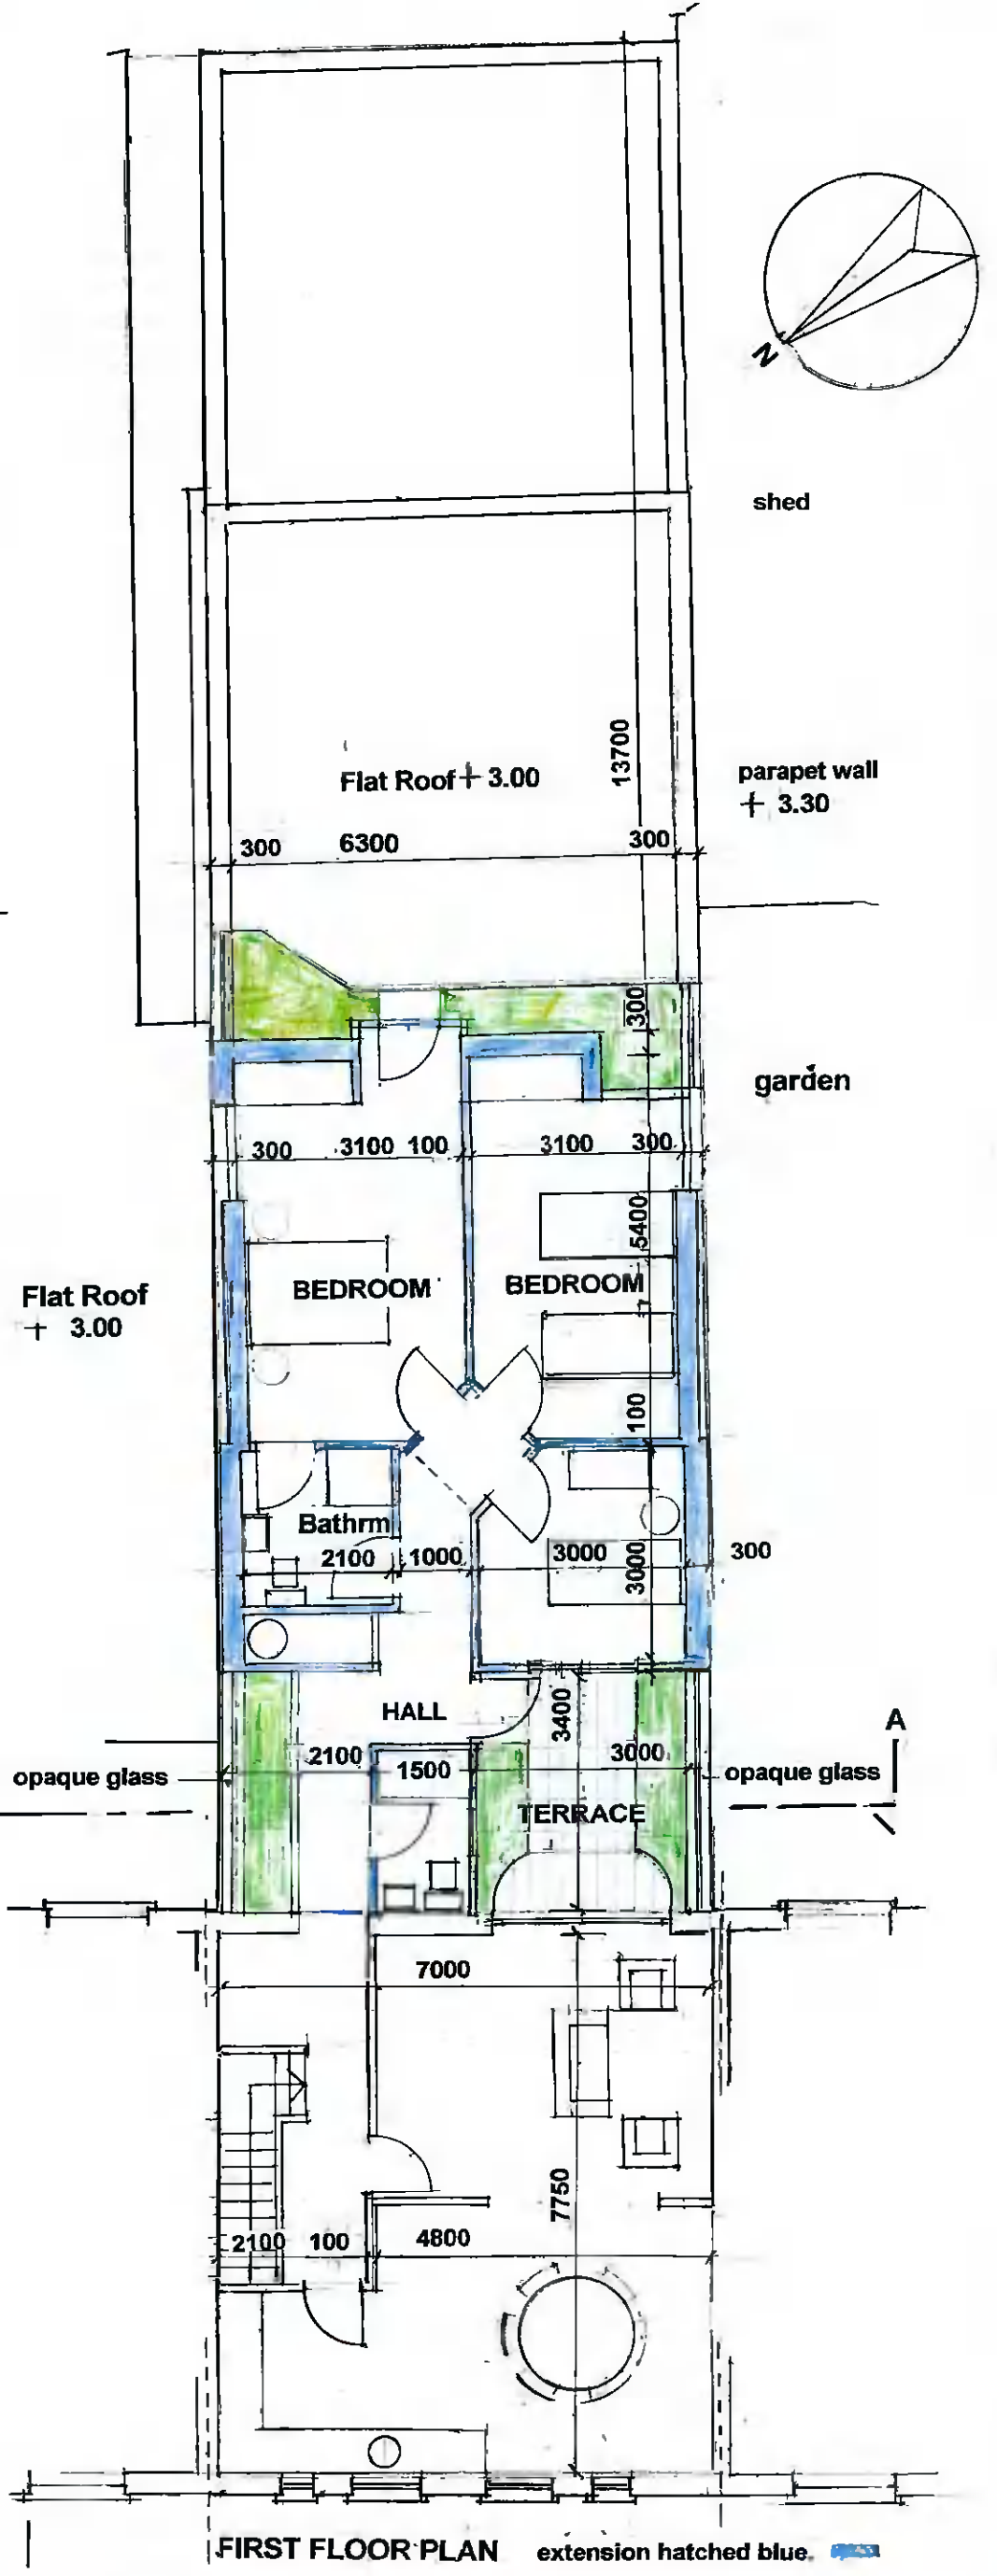 N
shed
13700
Flat Roof + 3.00
parapet wall
+ 3.30
300 6300 300
300
garden
300 3100 100 3100 300
5400
BEDROOM BEDROOM
Flat Roof
+ 3.00
100
Bathrm
2100 1000 3000 300
3000
HALL
3400
A
2100 1500 3000
opaque glass opaque glass
TERRACE
7000
7750
2100 100 4800
FIRST FLOOR PLAN extension hatched blue.